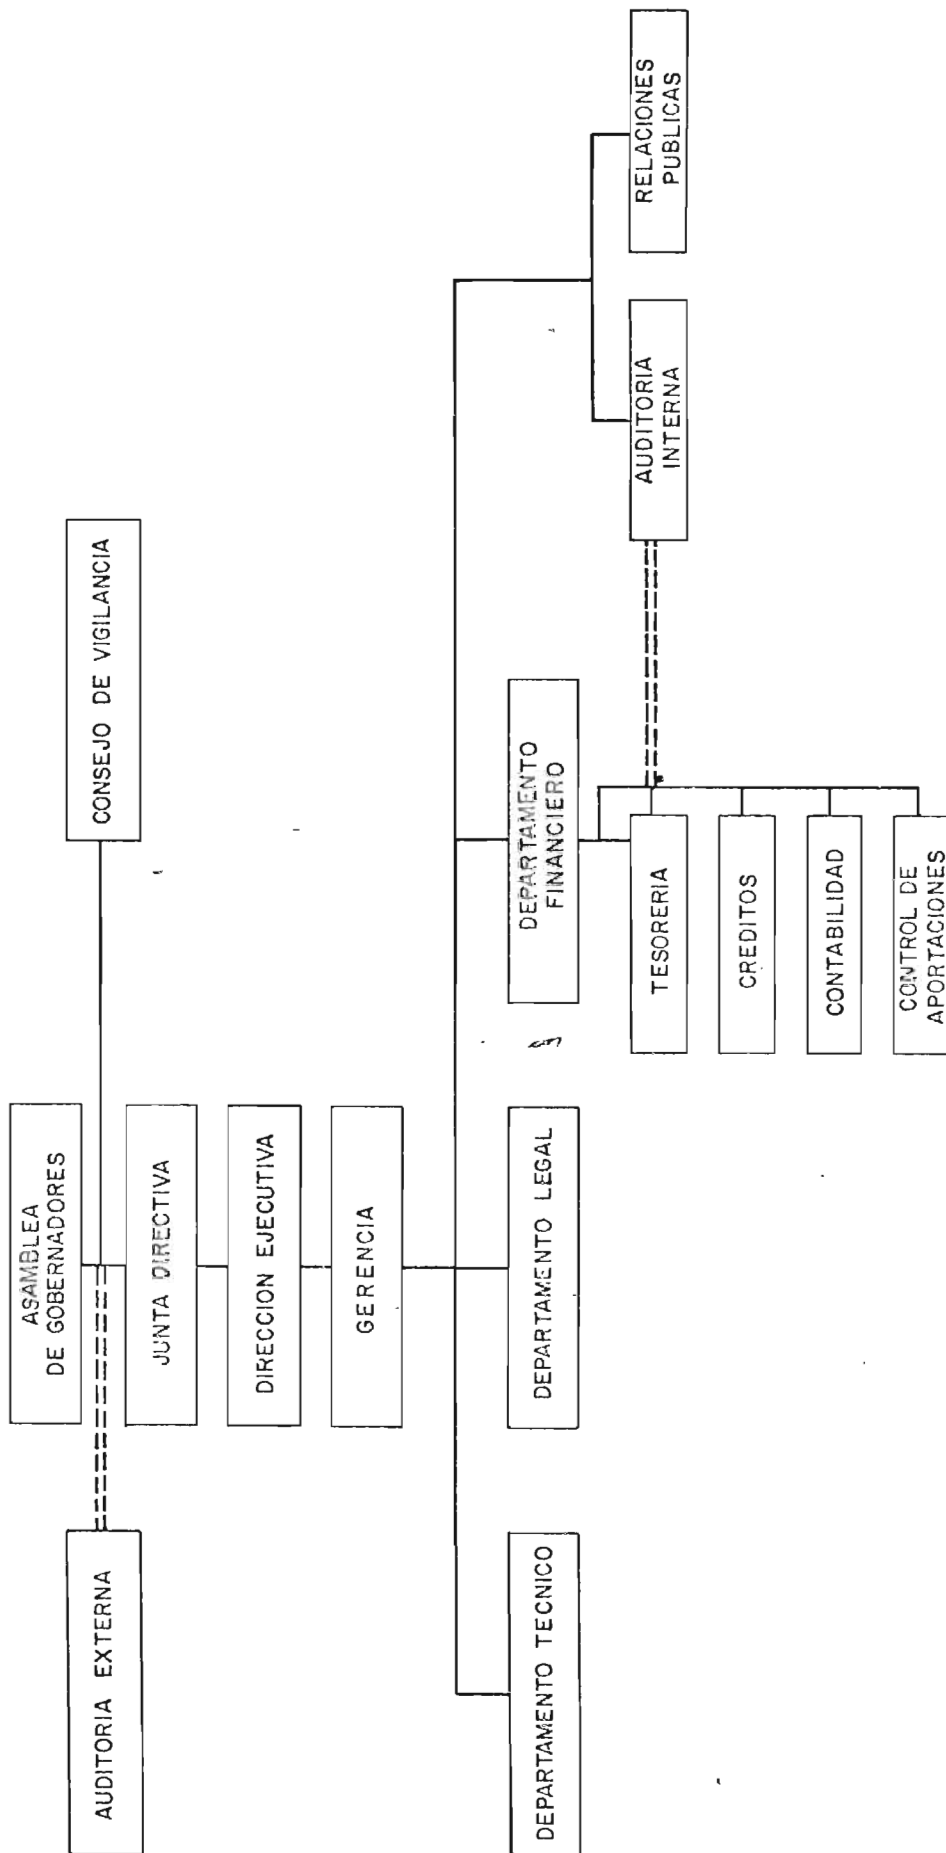 ASAMBLEA
DE GOBERNADORES
AUDITORIA EXTERNA
CONSEJO DE VIGILANCIA
JUNTA DIRECTIVA
DIRECCION EJECUTIVA
GERENCIA
DEPARTAMENTO TECNICO
DEPARTAMENTO LEGAL
DEPARTAMENTO
FINANCIERO
TESORERIA
CREDITOS
CONTABILIDAD
CONTROL DE
APORTACIONES
AUDITORIA
INTERNA
RELACIONES
PUBLICAS